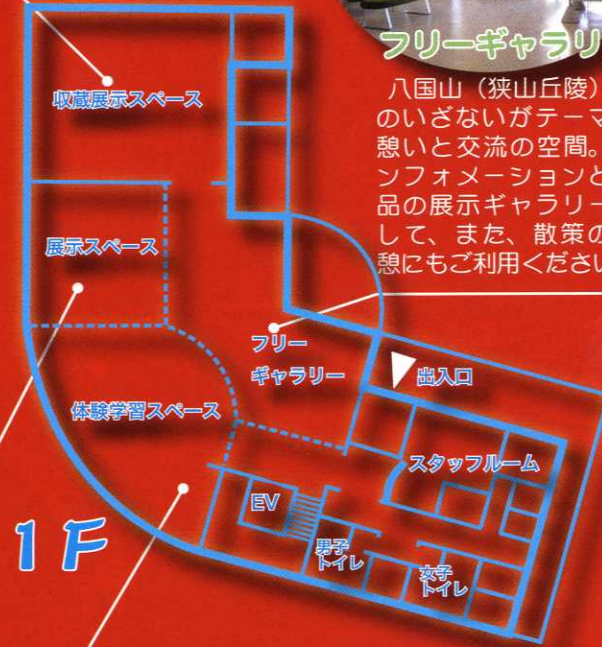 フリーギャラリ
八国山（狭山丘陵）
のいざないがテーマ
憩いと交流の空間。
ンフォメーションと
品の展示ギャラリー
して、また、散策の
憩にもご利用ください
収蔵展示スペース
展示スペース
フリー
ギャラリー
出入口
体験学習スペース
スタッフルーム
EV
男子
トイレ
女子
トイレ
1F